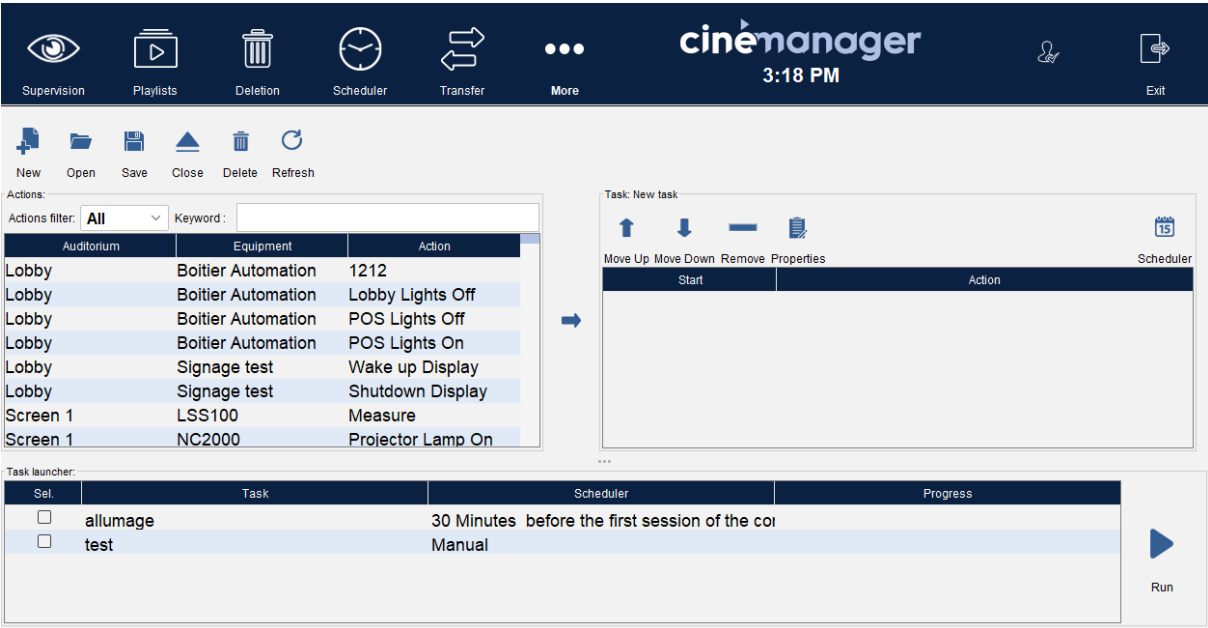 cinémanager
3:18 PM
Supervision Playlists Deletion Scheduler Transfer More Exit
New Open Save Close Delete Refresh
Actions:
Actions filter: All Keyword :
Auditorium Equipment Action
Lobby Boitier Automation 1212
Lobby Boitier Automation Lobby Lights Off
Lobby Boitier Automation POS Lights Off
Lobby Boitier Automation POS Lights On
Lobby Signage test Wake up Display
Lobby Signage test Shutdown Display
Screen 1 LSS100 Measure
Screen 1 NC2000 Projector Lamp On
Task: New task
15
Move Up Move Down Remove Properties Scheduler
Start Action
Task launcher:
Sel. Task Scheduler Progress
allumage 30 Minutes before the first session of the cor
test Manual
Run